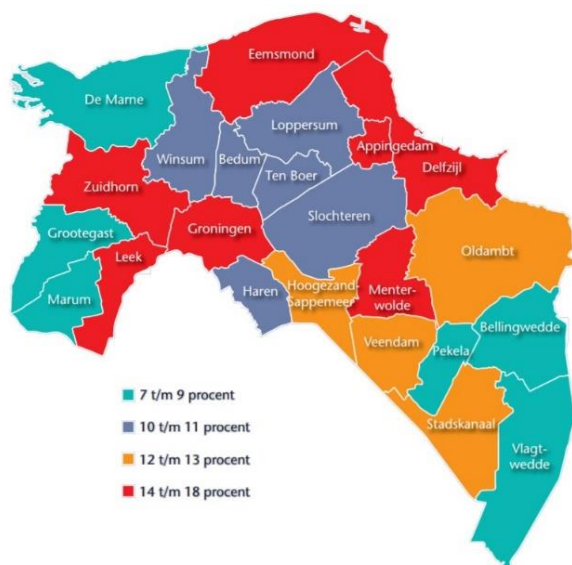 Eemsmond
De Marne
Loppersum
Winsum
Bedum
Appingedam
Ten Boer
Delfzijl
Zuidhorn
Slochteren
Grootegast
Groningen
Oldambt
Leek
Marum
Haren
Hoogezand-
Sappemeer
Menter-
wolde
Bellingwedde
Veendam
Pekela
Stadskanaal
Vlagt-
wedde
7 t/m 9 procent
10 t/m 11 procent
12 t/m 13 procent
14 t/m 18 procent